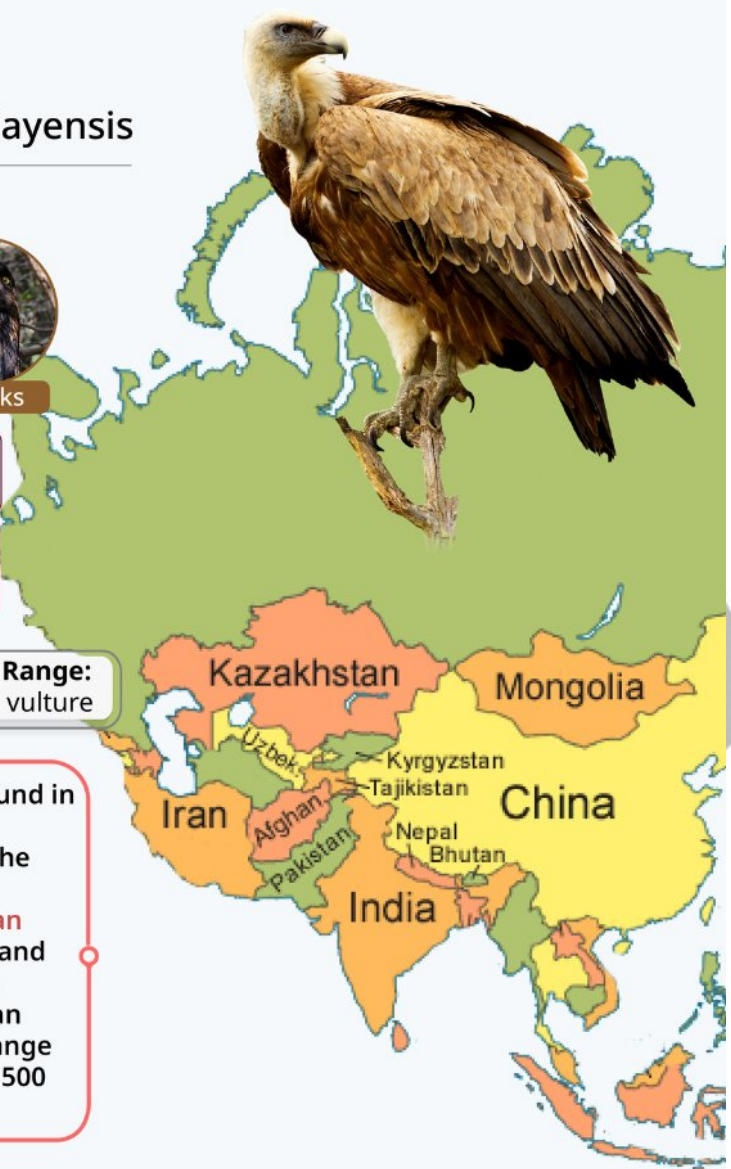 ayensis
ks
Range:
vulture
und in
he
an
and
an
ange
500
Kazakhstan
Mongolia
Uzbek.
Kyrgyzstan
Tajikistan
Iran
Afghan.
China
Pakistan
Nepal
Bhutan
India